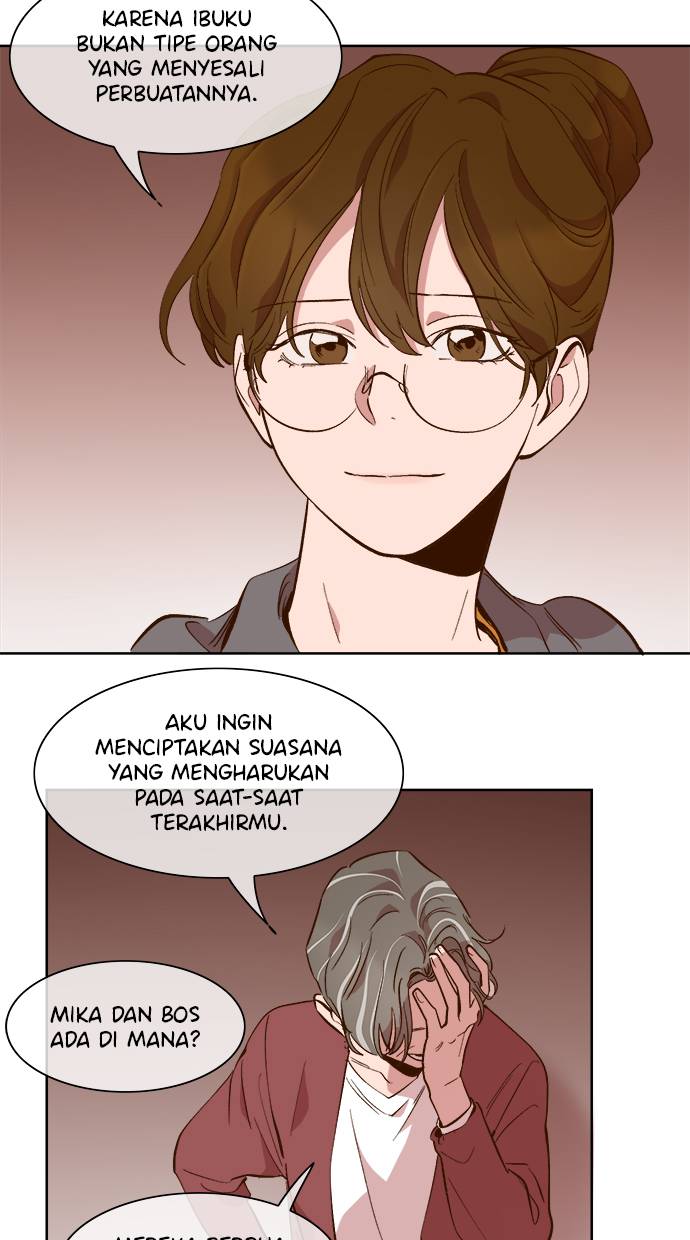 KARENA IBUKU
BUKAN TIPE ORANG
YANG MENYESALI
PERBUATANNYA.
AKU INGIN
MENCIPTAKAN SUASANA
YANG MENGHARUKAN
PADA SAAT-SAAT
TERAKHIRMU.
MIKA DAN BOS
ADA DI MANA?